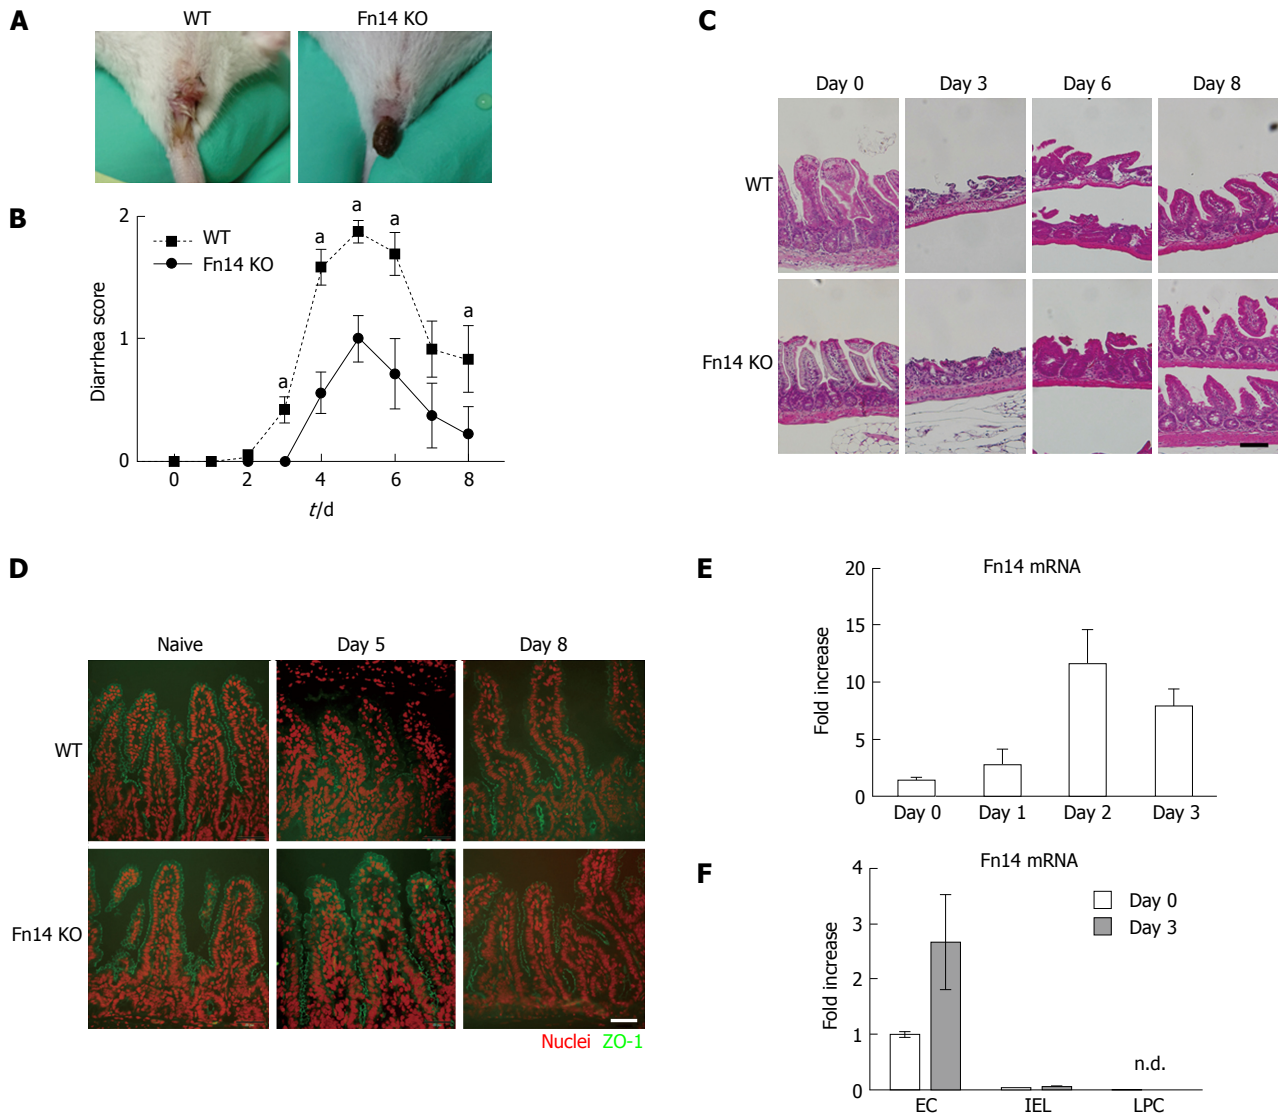 A
WT
Fn14 KO
B
2
1
0
Diarrhea score
WT
Fn14 KO
a
a
a
a
a
0
2
4
6
8
t/d
C
Day 0
Day 3
Day 6
Day 8
WT
Fn14 KO
D
Naive
Day 5
Day 8
WT
Fn14 KO
Nuclei ZO-1
E
Fn14 mRNA
Fold increase
20
15
10
5
0
Day 0
Day 1
Day 2
Day 3
F
Fn14 mRNA
Fold increase
4
3
2
1
0
Day 0
Day 3
n.d.
EC
IEL
LPC